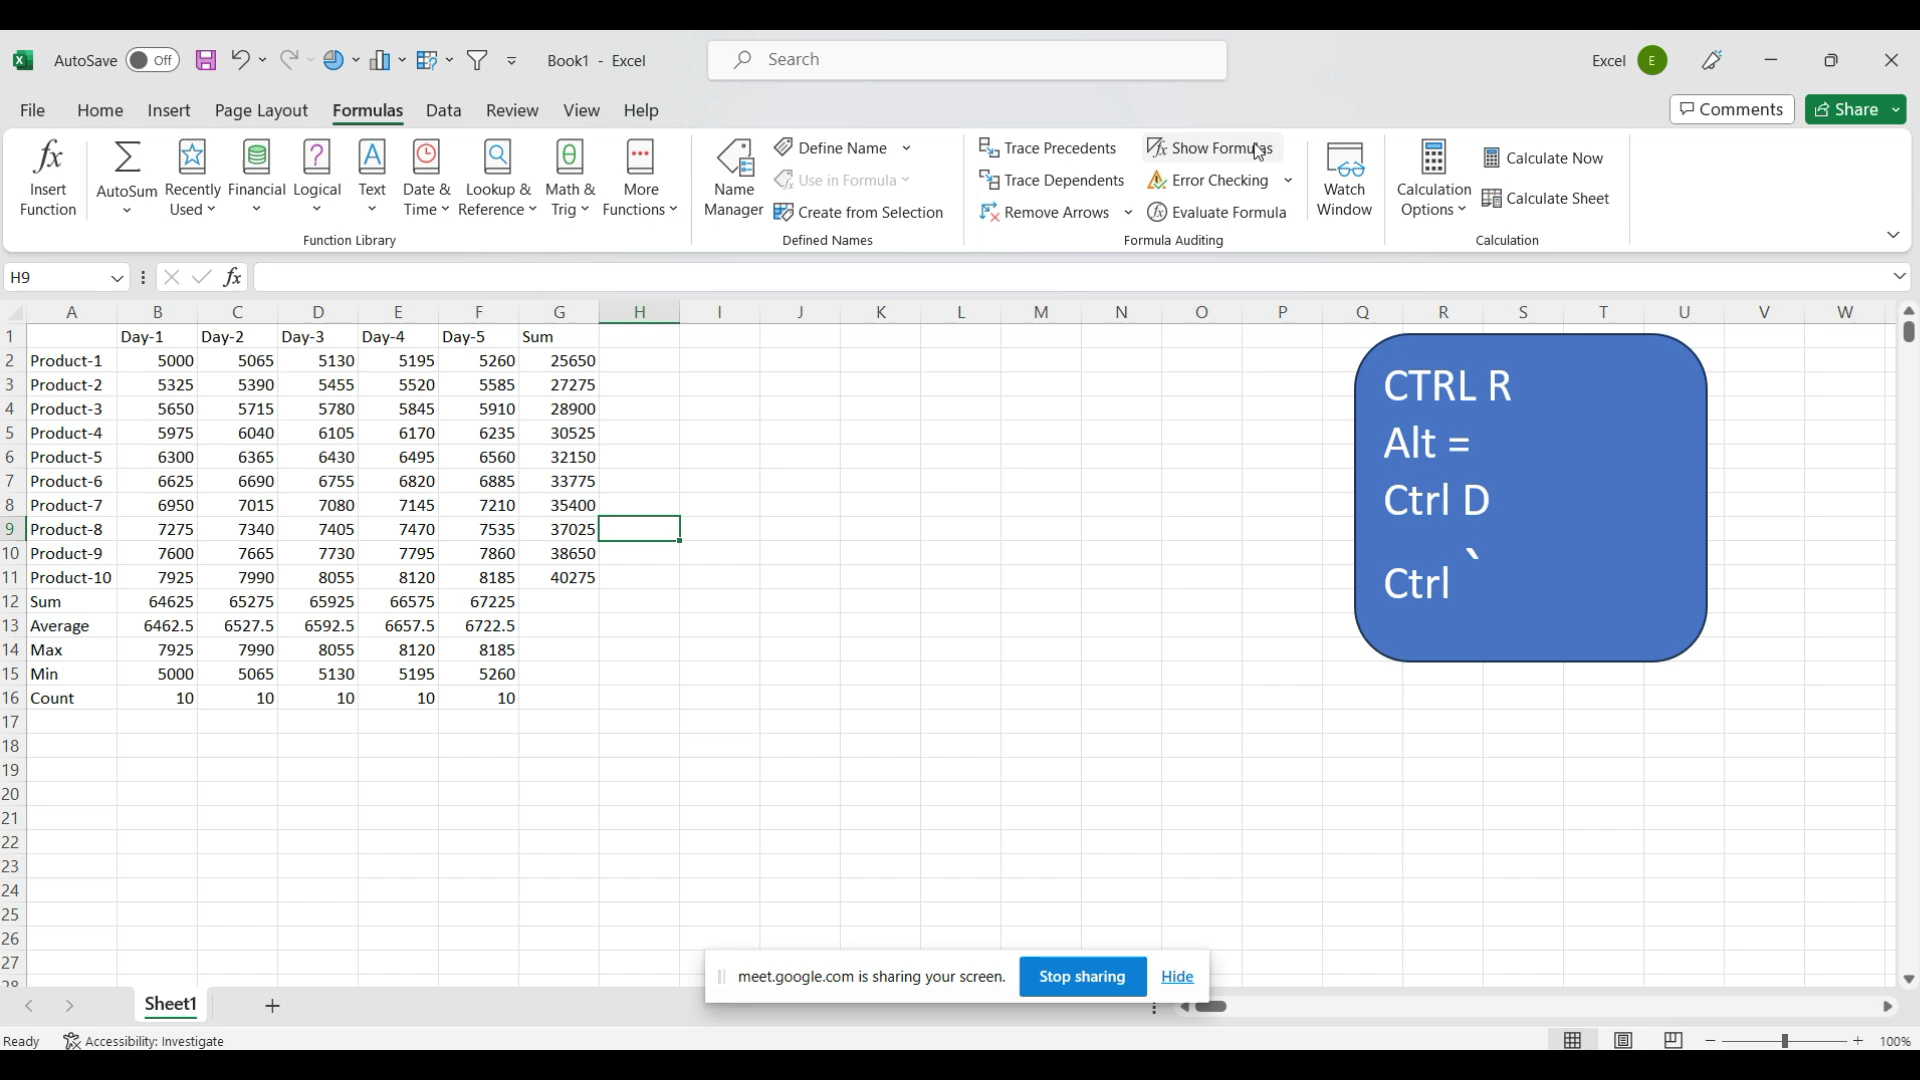 AutoSave Off Book1 - Excel Search Excel E
File Home Insert Page Layout Formulas Data Review View Help Comments Share
Insert Function
AutoSum
Recently Used
Financial
Logical
Text
Date & Time
Lookup & Reference
Math & Trig
More Functions
Function Library
Name Manager
Define Name
Use in Formula
Create from Selection
Defined Names
Trace Precedents
Trace Dependents
Remove Arrows
Show Formulas
Error Checking
Evaluate Formula
Formula Auditing
Watch Window
Calculation Options
Calculate Now
Calculate Sheet
Calculation
H9 fx
A B C D E F G H I J K L M N O P Q R S T U V W
1 Day-1 Day-2 Day-3 Day-4 Day-5 Sum
2 Product-1 5000 5065 5130 5195 5260 25650
3 Product-2 5325 5390 5455 5520 5585 27275
4 Product-3 5650 5715 5780 5845 5910 28900
5 Product-4 5975 6040 6105 6170 6235 30525
6 Product-5 6300 6365 6430 6495 6560 32150
7 Product-6 6625 6690 6755 6820 6885 33775
8 Product-7 6950 7015 7080 7145 7210 35400
9 Product-8 7275 7340 7405 7470 7535 37025
10 Product-9 7600 7665 7730 7795 7860 38650
11 Product-10 7925 7990 8055 8120 8185 40275
12 Sum 64625 65275 65925 66575 67225
13 Average 6462.5 6527.5 6592.5 6657.5 6722.5
14 Max 7925 7990 8055 8120 8185
15 Min 5000 5065 5130 5195 5260
16 Count 10 10 10 10 10
17
18
19
20
21
22
23
24
25
26
27
28
CTRL R
Alt =
Ctrl D
Ctrl `
meet.google.com is sharing your screen. Stop sharing Hide
Sheet1
Ready Accessibility: Investigate 100%